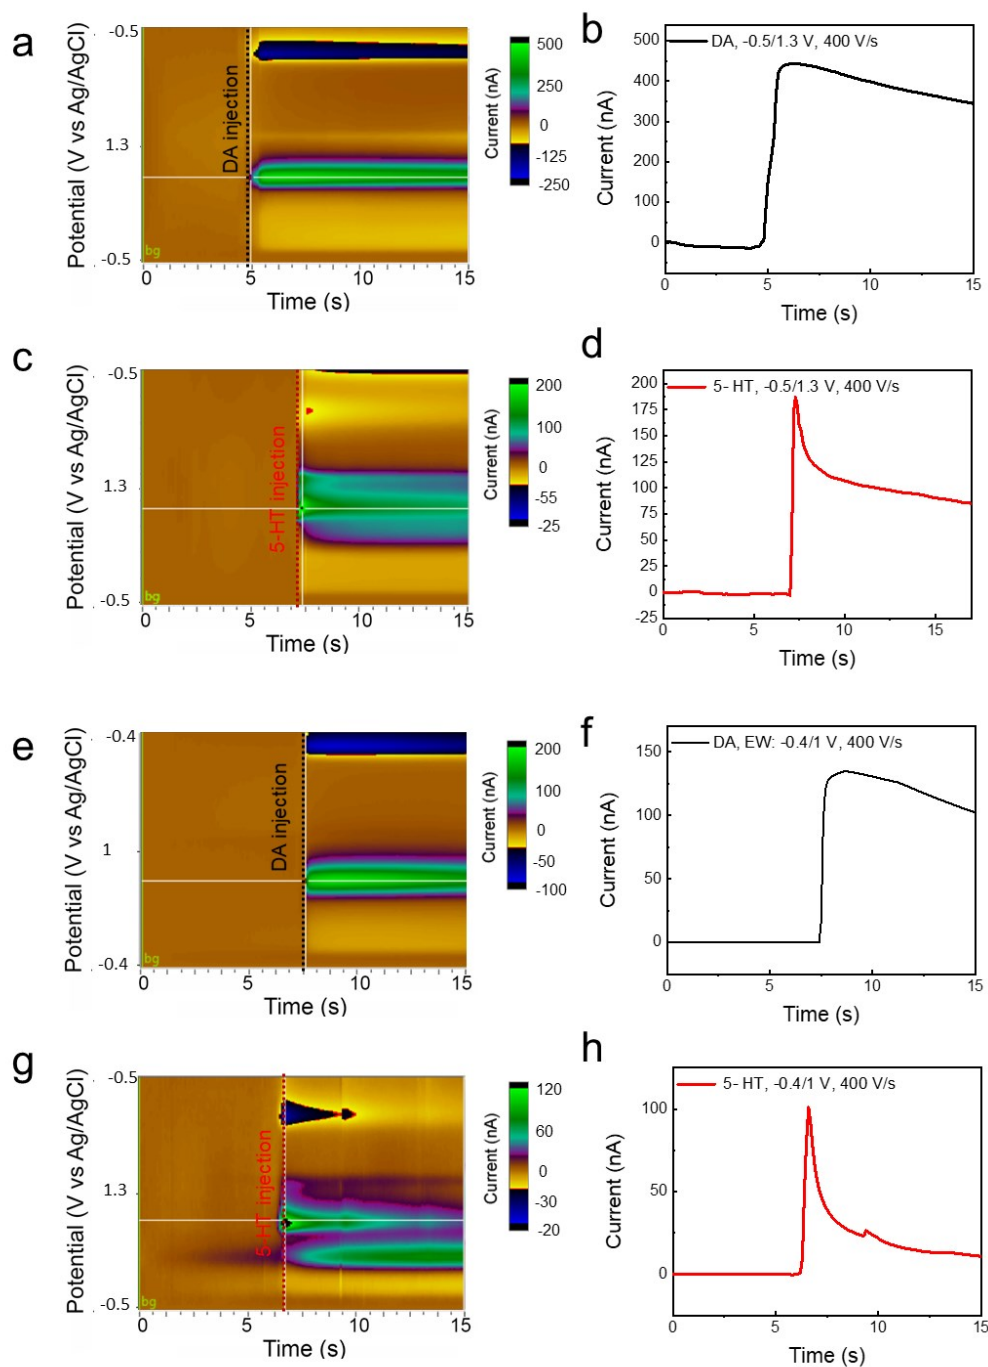 a
Potential (V vs Ag/AgCl)
-0.5
1.3
-0.5
DA injection
bg
0
5
10
15
Time (s)
Current (nA)
500
250
0
-125
-250
b
DA, -0.5/1.3 V, 400 V/s
Current (nA)
500
400
300
200
100
0
0
5
10
15
Time (s)
c
Potential (V vs Ag/AgCl)
-0.5
1.3
-0.5
5-HT injection
bg
0
5
10
15
Time (s)
Current (nA)
200
100
0
-55
-25
d
5- HT, -0.5/1.3 V, 400 V/s
Current (nA)
200
175
150
125
100
75
50
25
0
-25
0
5
10
15
Time (s)
e
Potential (V vs Ag/AgCl)
-0.4
1
-0.4
DA injection
bg
0
5
10
15
Time (s)
Current (nA)
200
100
0
-50
-100
f
DA, EW: -0.4/1 V, 400 V/s
Current (nA)
150
100
50
0
0
5
10
15
Time (s)
g
Potential (V vs Ag/AgCl)
-0.5
1.3
-0.5
5-HT injection
bg
0
5
10
15
Time (s)
Current (nA)
120
60
0
-30
-20
h
5- HT, -0.4/1 V, 400 V/s
Current (nA)
100
50
0
0
5
10
15
Time (s)